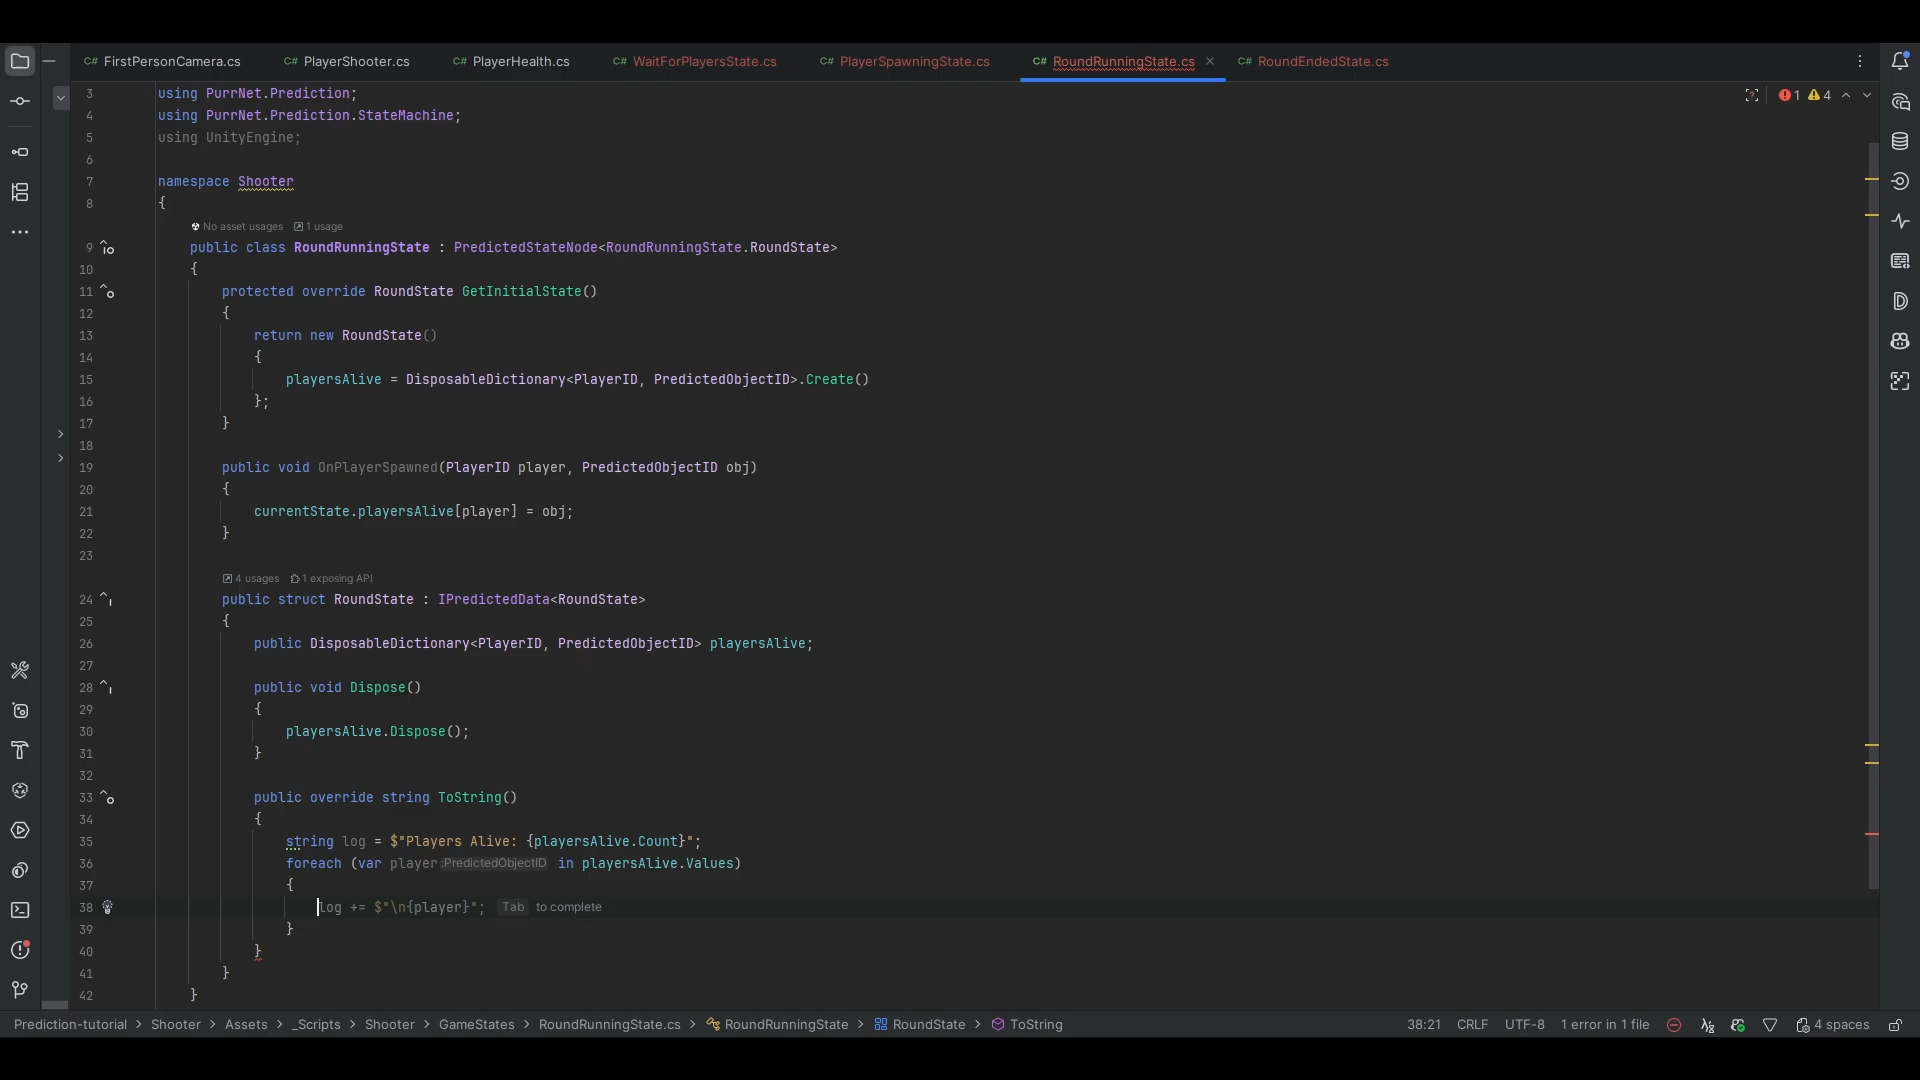 C# FirstPersonCamera.cs C# PlayerShooter.cs C# PlayerHealth.cs C# WaitForPlayersState.cs C# PlayerSpawningState.cs C# RoundRunningState.cs C# RoundEndedState.cs
1 4
3 using PurrNet.Prediction;
4 using PurrNet.Prediction.StateMachine;
5 using UnityEngine;
6
7 namespace Shooter
8 {
No asset usages 1 usage
9 public class RoundRunningState : PredictedStateNode<RoundRunningState.RoundState>
10 {
11 protected override RoundState GetInitialState()
12 {
13 return new RoundState()
14 {
15 playersAlive = DisposableDictionary<PlayerID, PredictedObjectID>.Create()
16 };
17 }
18
19 public void OnPlayerSpawned(PlayerID player, PredictedObjectID obj)
20 {
21 currentState.playersAlive[player] = obj;
22 }
23
4 usages 1 exposing API
24 public struct RoundState : IPredictedData<RoundState>
25 {
26 public DisposableDictionary<PlayerID, PredictedObjectID> playersAlive;
27
28 public void Dispose()
29 {
30 playersAlive.Dispose();
31 }
32
33 public override string ToString()
34 {
35 string log = $"Players Alive: {playersAlive.Count}";
36 foreach (var player :PredictedObjectID in playersAlive.Values)
37 {
38 log += $"\n{player}"; Tab to complete
39 }
40 }
41 }
42 }
Prediction-tutorial > Shooter > Assets > _Scripts > Shooter > GameStates > RoundRunningState.cs > RoundRunningState > RoundState > ToString 38:21 CRLF UTF-8 1 error in 1 file 4 spaces